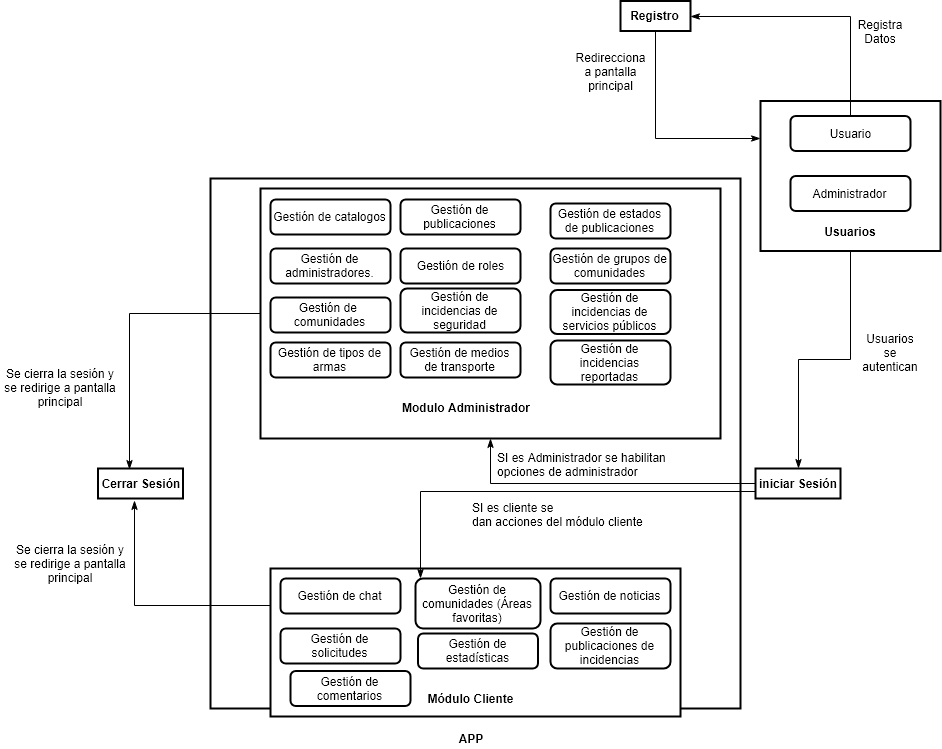 Registro
Registra
Datos
Redirecciona
a pantalla
principal
Usuario
Administrador
Usuarios
Gestión de catalogos
Gestión de
publicaciones
Gestión de estados
de publicaciones
Gestión de
administradores.
Gestión de roles
Gestión de grupos de
comunidades
Gestión de
comunidades
Gestión de
incidencias de
seguridad
Gestión de
incidencias de
servicios públicos
Gestión de tipos de
armas
Gestión de medios
de transporte
Gestión de
incidencias
reportadas
Modulo Administrador
Usuarios
se
autentican
Se cierra la sesión y
se redirige a pantalla
principal
SI es Administrador se habilitan
opciones de administrador
Cerrar Sesión
iniciar Sesión
SI es cliente se
dan acciones del módulo cliente
Se cierra la sesión y
se redirige a pantalla
principal
Gestión de chat
Gestión de
comunidades (Áreas
favoritas)
Gestión de noticias
Gestión de
solicitudes
Gestión de
estadísticas
Gestión de
publicaciones de
incidencias
Gestión de
comentarios
Módulo Cliente
APP